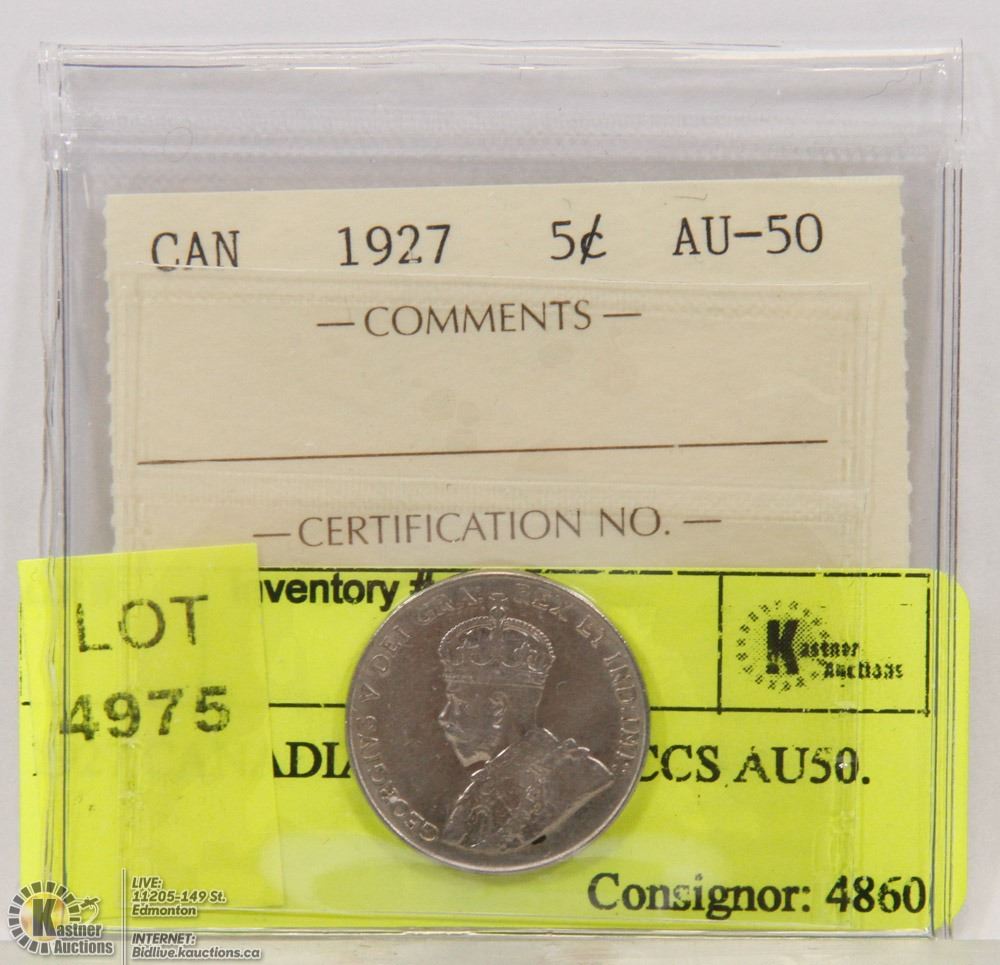 CAN 1927 5¢ AU-50
— COMMENTS —
— CERTIFICATION NO. —
nventory #
LOT
4975
Kastner
Auctions
GEORGIVS V DEI GRA: REX ET IND:IMP:
ADIA CCS AU50.
Consignor: 4860
Kastner
Auctions
LIVE:
11205-149 St.
Edmonton
INTERNET:
Bidlive.kauctions.ca